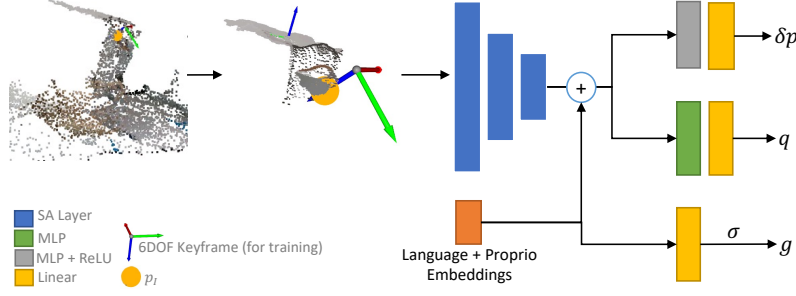 δp
+
q
SA Layer
MLP
MLP + ReLU
Linear
6DOF Keyframe (for training)
p_I
Language + Proprio
Embeddings
σ
g